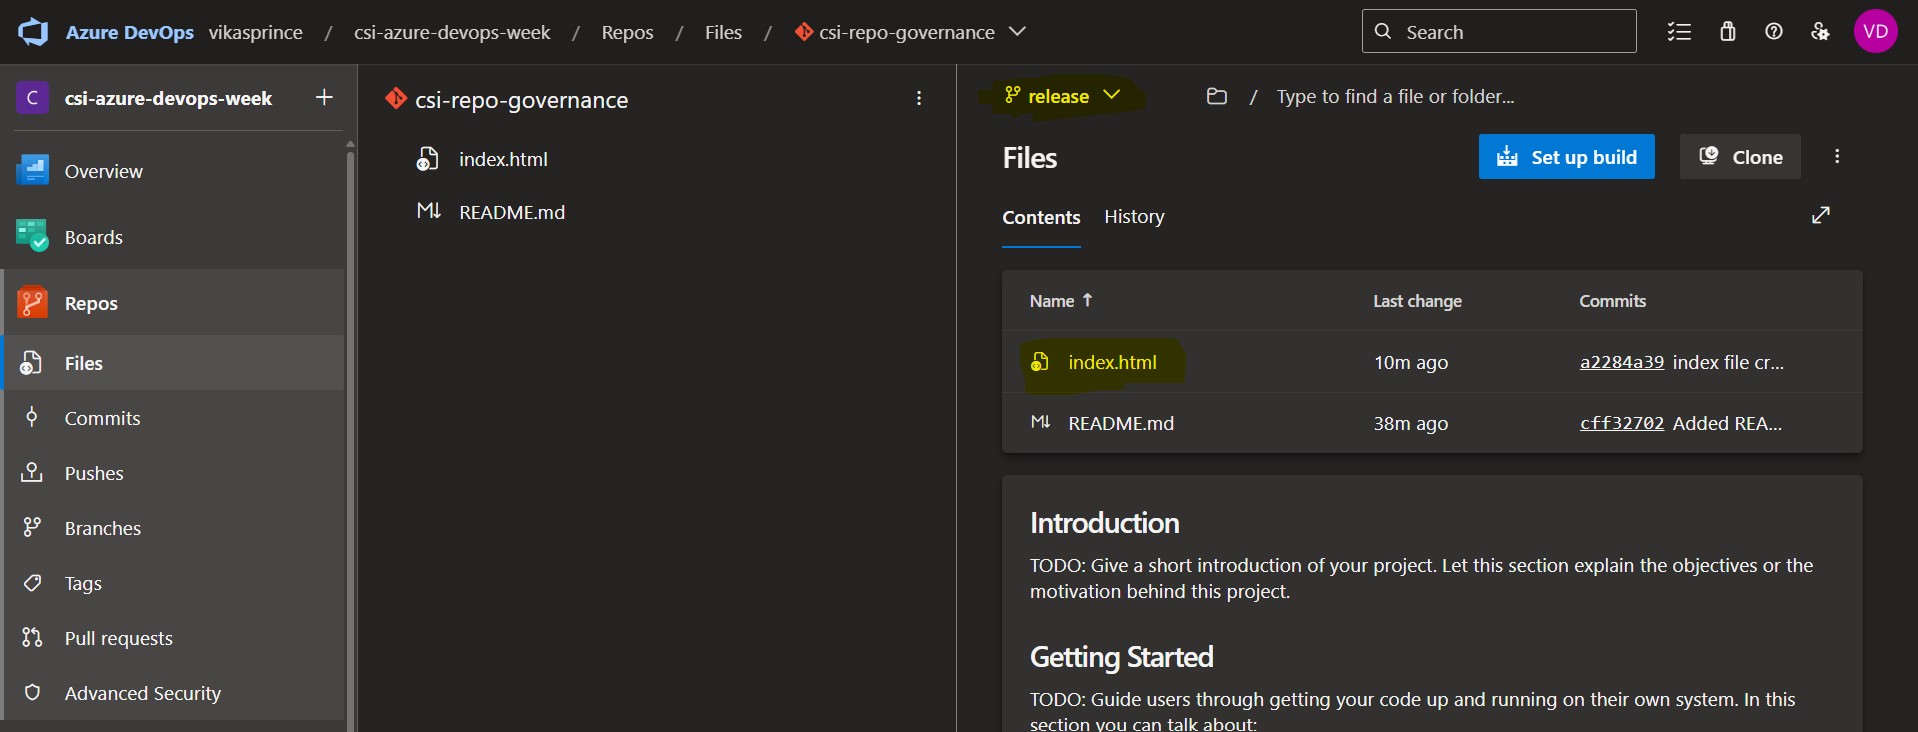 Azure DevOps vikasprince / csi-azure-devops-week / Repos / Files / csi-repo-governance
Search
VD
C csi-azure-devops-week +
Overview
Boards
Repos
Files
Commits
Pushes
Branches
Tags
Pull requests
Advanced Security
csi-repo-governance
index.html
README.md
release
/ Type to find a file or folder...
Files
Set up build
Clone
Contents History
Name ↑ Last change Commits
index.html 10m ago a2284a39 index file cr...
README.md 38m ago cff32702 Added REA...
Introduction
TODO: Give a short introduction of your project. Let this section explain the objectives or the
motivation behind this project.
Getting Started
TODO: Guide users through getting your code up and running on their own system. In this
section you can talk about: